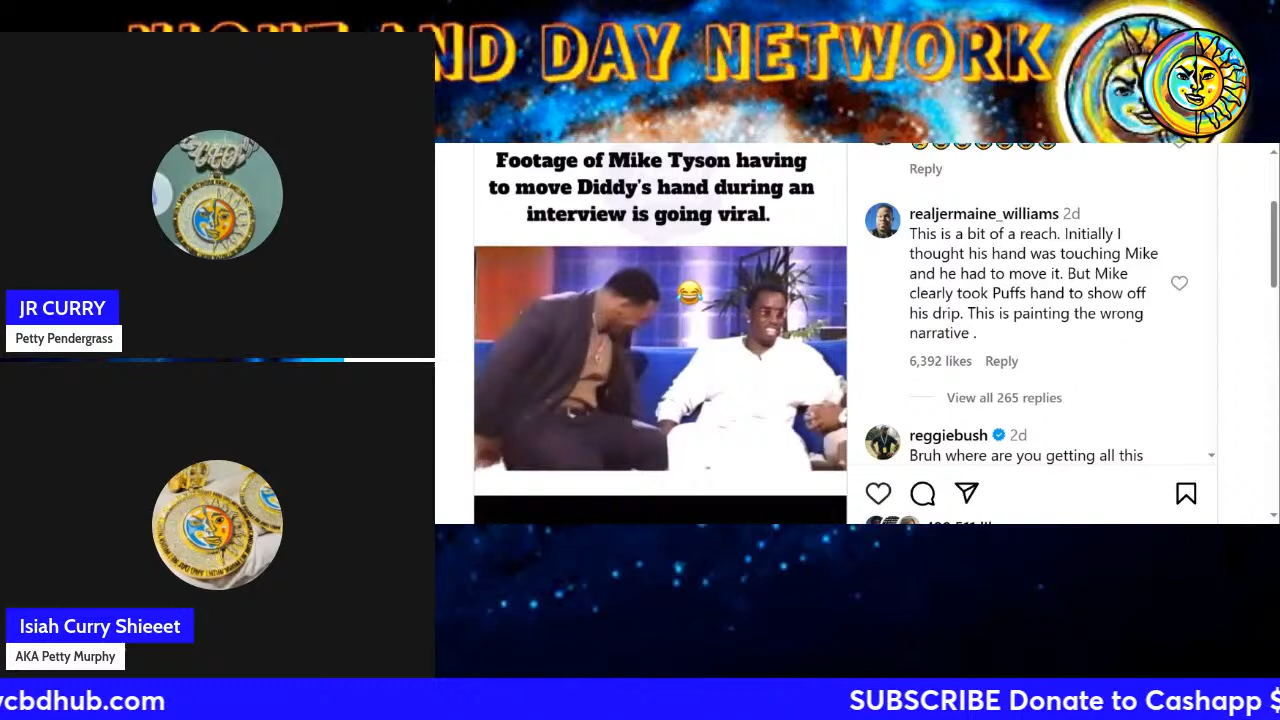 NIGHT AND DAY NETWORK
JR CURRY
Petty Pendergrass
Isiah Curry Shieeet
AKA Petty Murphy
Footage of Mike Tyson having
to move Diddy's hand during an
interview is going viral.
Reply
realjermaine_williams 2d
This is a bit of a reach. Initially I
thought his hand was touching Mike
and he had to move it. But Mike
clearly took Puffs hand to show off
his drip. This is painting the wrong
narrative .
6,392 likes Reply
View all 265 replies
reggiebush 2d
Bruh where are you getting all this
ycbdhub.com
SUBSCRIBE Donate to Cashapp $